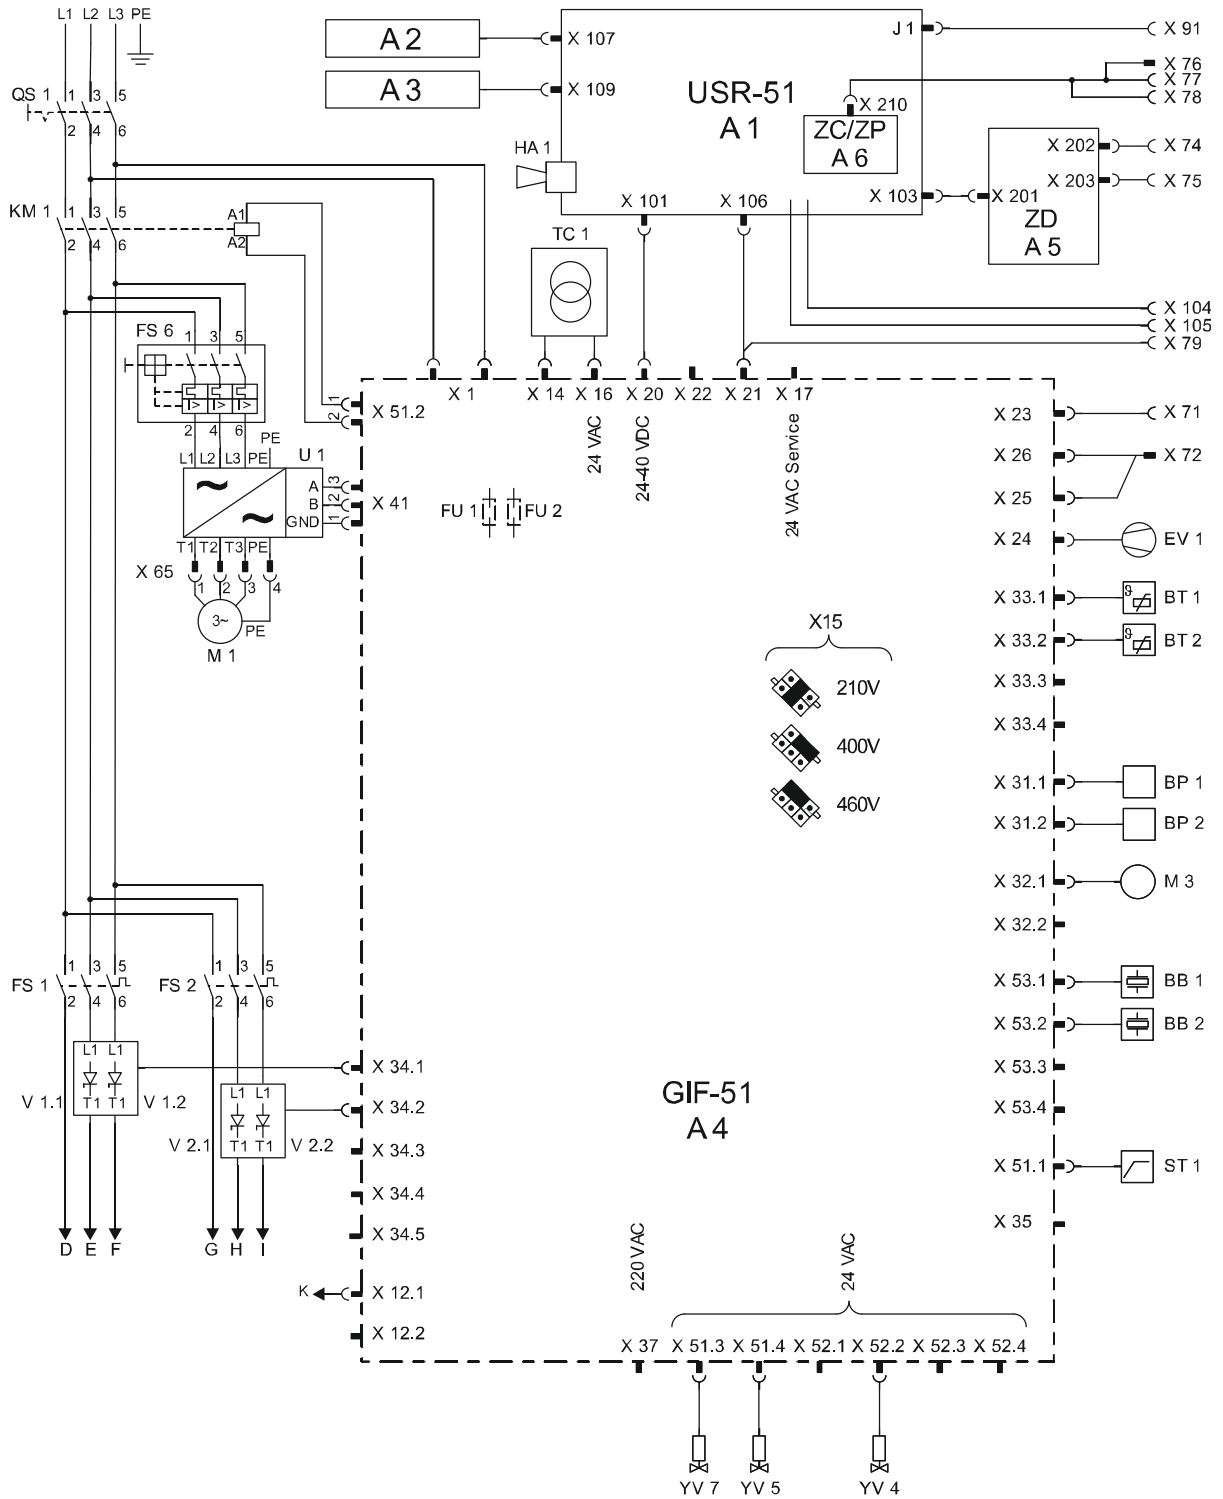 L1 L2 L3 PE
A 2
X 107
J 1
X 91
A 3
X 109
USR-51
A 1
X 76
X 77
X 78
X 210
ZC/ZP
A 6
QS 1
1 3 5
2 4 6
HA 1
X 202
X 74
X 203
X 75
X 101
X 106
X 103
X 201
ZD
A 5
KM 1
1 3 5
2 4 6
A1
A2
TC 1
X 104
X 105
X 79
FS 6
1 3 5
I> I> I>
2 4 6
PE
X 1
X 14
X 16
X 20
X 22
X 21
X 17
24 VAC
24-40 VDC
24 VAC Service
1
2
X 51.2
X 23
X 71
X 26
X 72
X 25
L1 L2 L3 PE
U 1
A 3
B 2
GND 1
X 41
FU 1
FU 2
X 24
EV 1
T1 T2 T3 PE
X 65
1 2 3 4
3~
PE
M 1
X 33.1
ϑ
BT 1
X 33.2
ϑ
BT 2
X 33.3
X 33.4
X15
210V
400V
460V
X 31.1
BP 1
X 31.2
BP 2
X 32.1
M 3
X 32.2
FS 1
1 3 5
2 4 6
FS 2
1 3 5
2 4 6
X 53.1
BB 1
X 53.2
BB 2
X 53.3
X 53.4
L1 L1
T1 T1
V 1.1
V 1.2
L1 L1
T1 T1
V 2.1
V 2.2
X 34.1
X 34.2
X 34.3
X 34.4
X 34.5
GIF-51
A 4
X 51.1
ST 1
X 35
D E F
G H I
K
X 12.1
X 12.2
220 VAC
24 VAC
X 37
X 51.3
X 51.4
X 52.1
X 52.2
X 52.3
X 52.4
YV 7
YV 5
YV 4